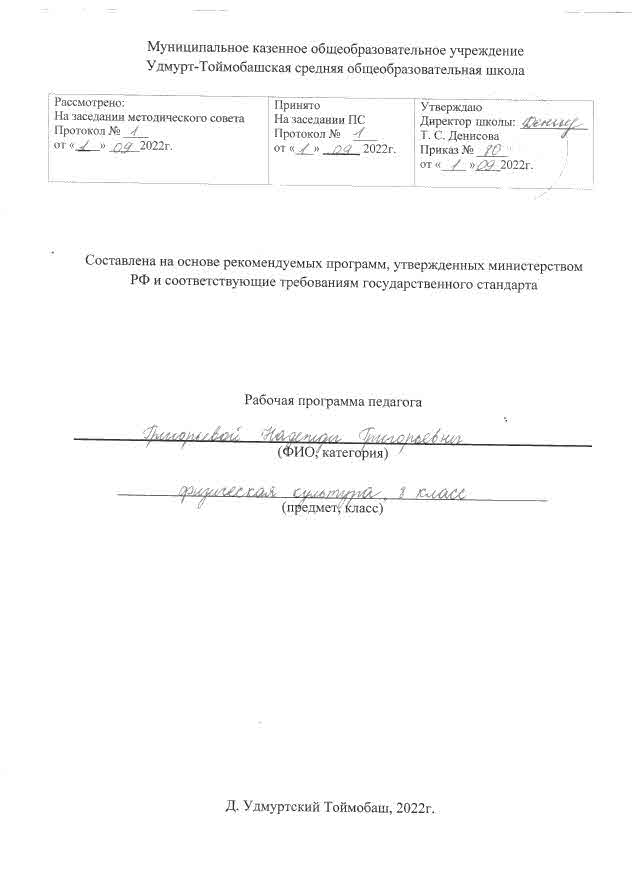 Муниципальное казенное общеобразовательное учреждение
Удмурт-Тоймобашская средняя общеобразовательная школа
Рассмотрено:
На заседании методического совета
Протокол № 1
от « 1 » 09 2022г.
Принято
На заседании ПС
Протокол № 1
от « 1 » 09 2022г.
Утверждаю
Директор школы:
Т. С. Денисова
Приказ № 80
от « 1 » 09 2022г.
Составлена на основе рекомендуемых программ, утвержденных министерством
РФ и соответствующие требованиям государственного стандарта
Рабочая программа педагога
Григорьевой Надежды Григорьевны
(ФИО, категория)
физическая культура, 8 класс
(предмет, класс)
Д. Удмуртский Тоймобаш, 2022г.